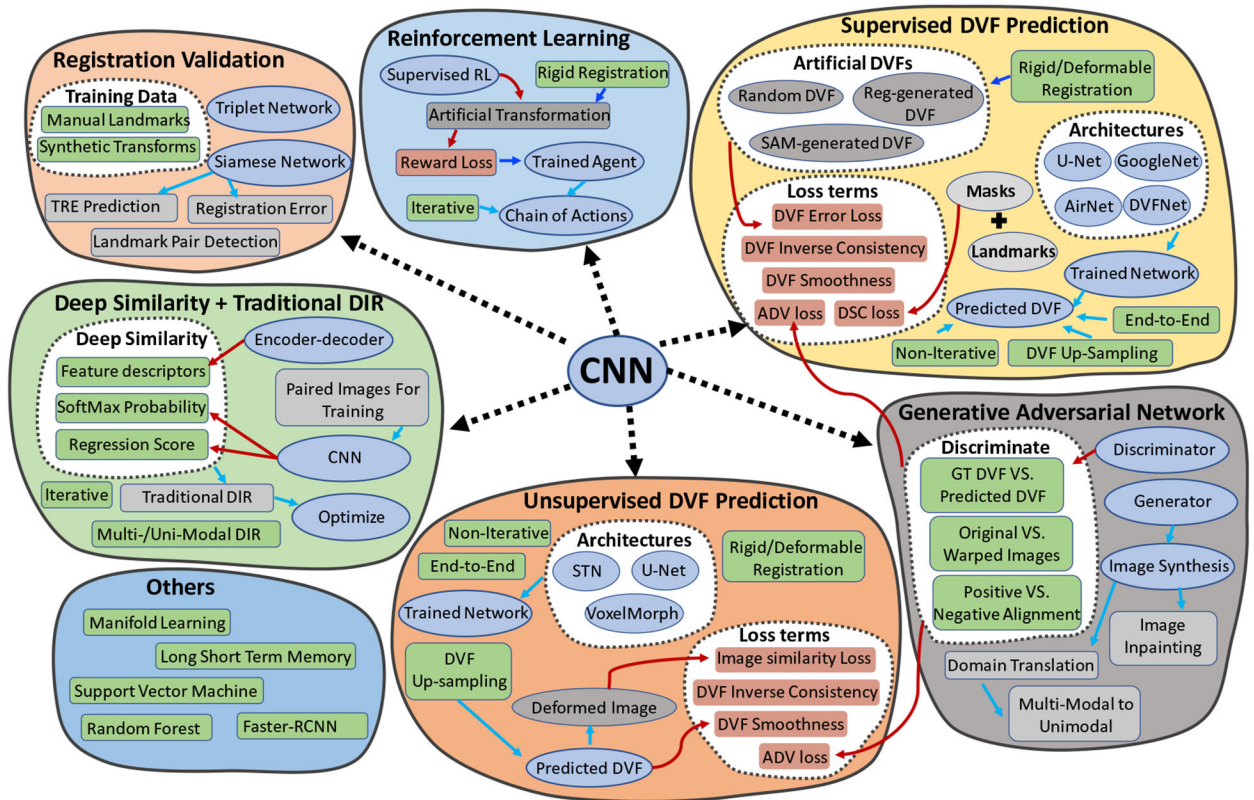 Registration Validation
Training Data
Manual Landmarks
Synthetic Transforms
Triplet Network
Siamese Network
TRE Prediction
Registration Error
Landmark Pair Detection
Reinforcement Learning
Supervised RL
Rigid Registration
Artificial Transformation
Reward Loss
Trained Agent
Iterative
Chain of Actions
Supervised DVF Prediction
Artificial DVFs
Random DVF
Reg-generated
DVF
SAM-generated DVF
Rigid/Deformable
Registration
Architectures
U-Net
GoogleNet
AirNet
DVFNet
Loss terms
DVF Error Loss
DVF Inverse Consistency
DVF Smoothness
ADV loss
DSC loss
Masks
+
Landmarks
Trained Network
Predicted DVF
End-to-End
Non-Iterative
DVF Up-Sampling
CNN
Deep Similarity + Traditional DIR
Deep Similarity
Feature descriptors
SoftMax Probability
Regression Score
Encoder-decoder
Paired Images For
Training
CNN
Iterative
Traditional DIR
Optimize
Multi-/Uni-Modal DIR
Generative Adversarial Network
Discriminate
GT DVF VS.
Predicted DVF
Original VS.
Warped Images
Positive VS.
Negative Alignment
Discriminator
Generator
Image Synthesis
Image
Inpainting
Domain Translation
Multi-Modal to
Unimodal
Unsupervised DVF Prediction
Non-Iterative
End-to-End
Trained Network
Architectures
STN
U-Net
VoxelMorph
Rigid/Deformable
Registration
DVF
Up-sampling
Deformed Image
Predicted DVF
Loss terms
Image similarity Loss
DVF Inverse Consistency
DVF Smoothness
ADV loss
Others
Manifold Learning
Long Short Term Memory
Support Vector Machine
Random Forest
Faster-RCNN